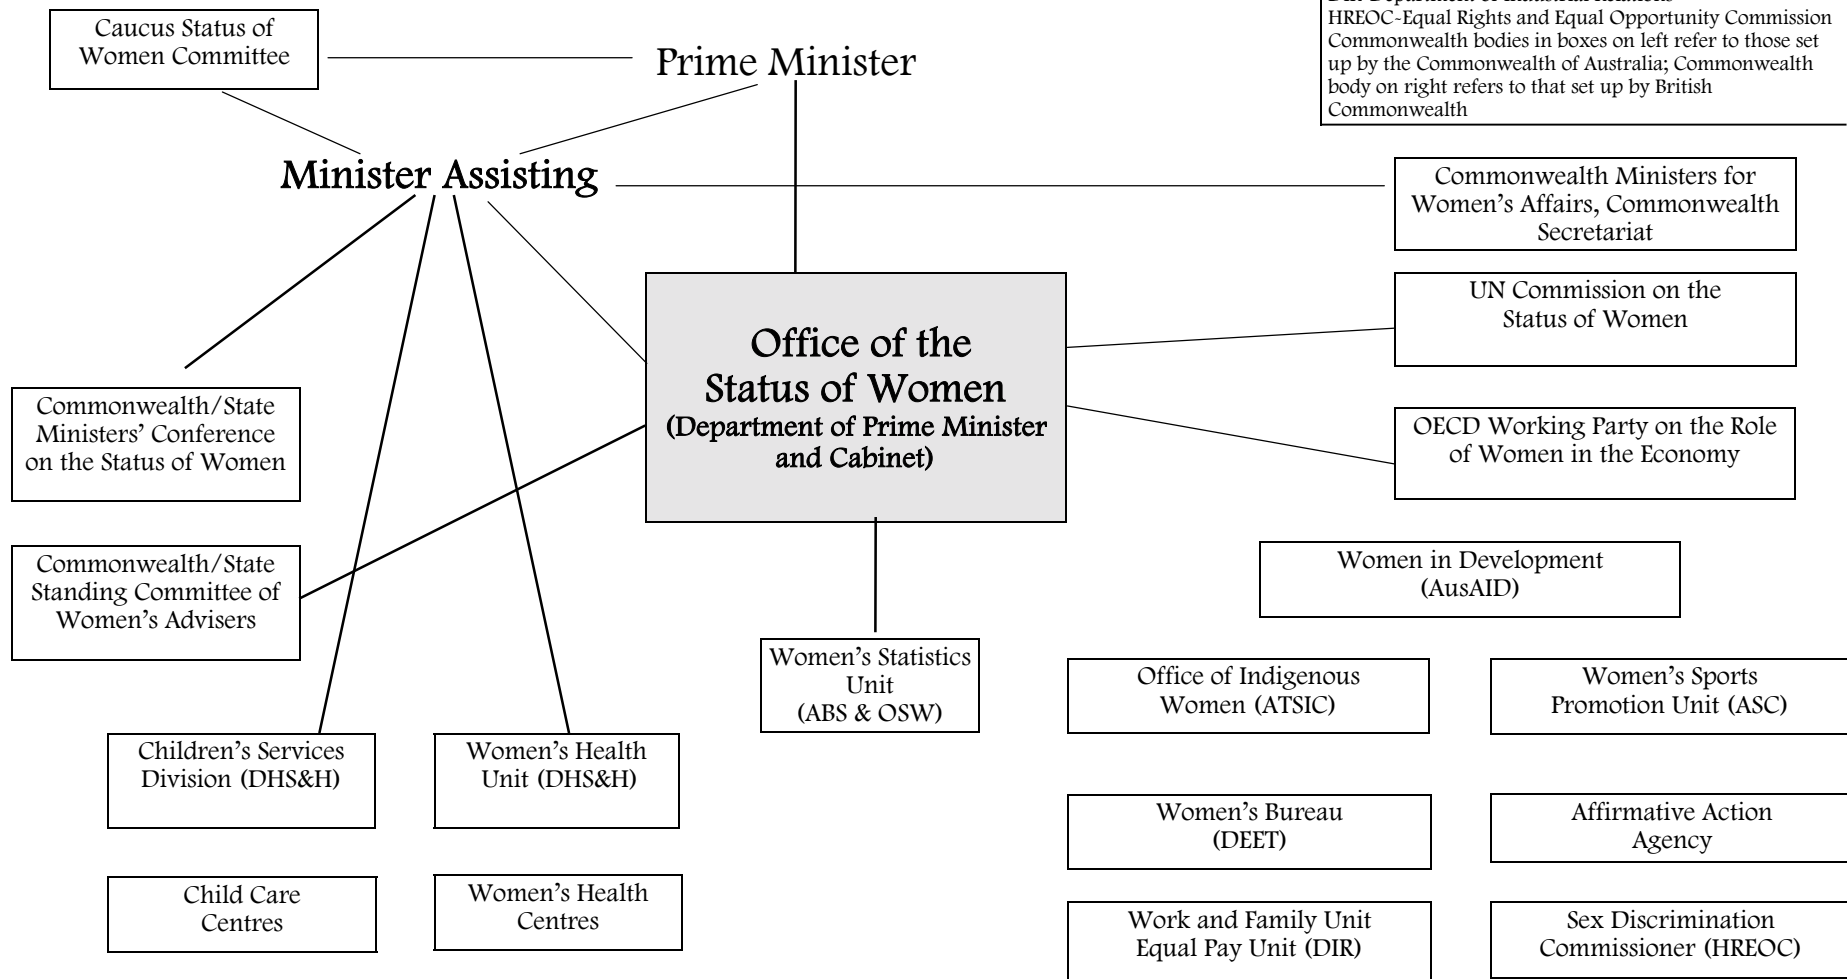 HREOC-Equal Rights and Equal Opportunity Commission
Commonwealth bodies in boxes on left refer to those set
up by the Commonwealth of Australia; Commonwealth
body on right refers to that set up by British
Commonwealth
Caucus Status of
Women Committee
Prime Minister
Minister Assisting
Commonwealth Ministers for
Women's Affairs, Commonwealth
Secretariat
UN Commission on the
Status of Women
Office of the
Status of Women
(Department of Prime Minister
and Cabinet)
Commonwealth/State
Ministers' Conference
on the Status of Women
OECD Working Party on the Role
of Women in the Economy
Commonwealth/State
Standing Committee of
Women's Advisers
Women in Development
(AusAID)
Women's Statistics
Unit
(ABS & OSW)
Office of Indigenous
Women (ATSIC)
Women's Sports
Promotion Unit (ASC)
Children's Services
Division (DHS&H)
Women's Health
Unit (DHS&H)
Women's Bureau
(DEET)
Affirmative Action
Agency
Child Care
Centres
Women's Health
Centres
Work and Family Unit
Equal Pay Unit (DIR)
Sex Discrimination
Commissioner (HREOC)